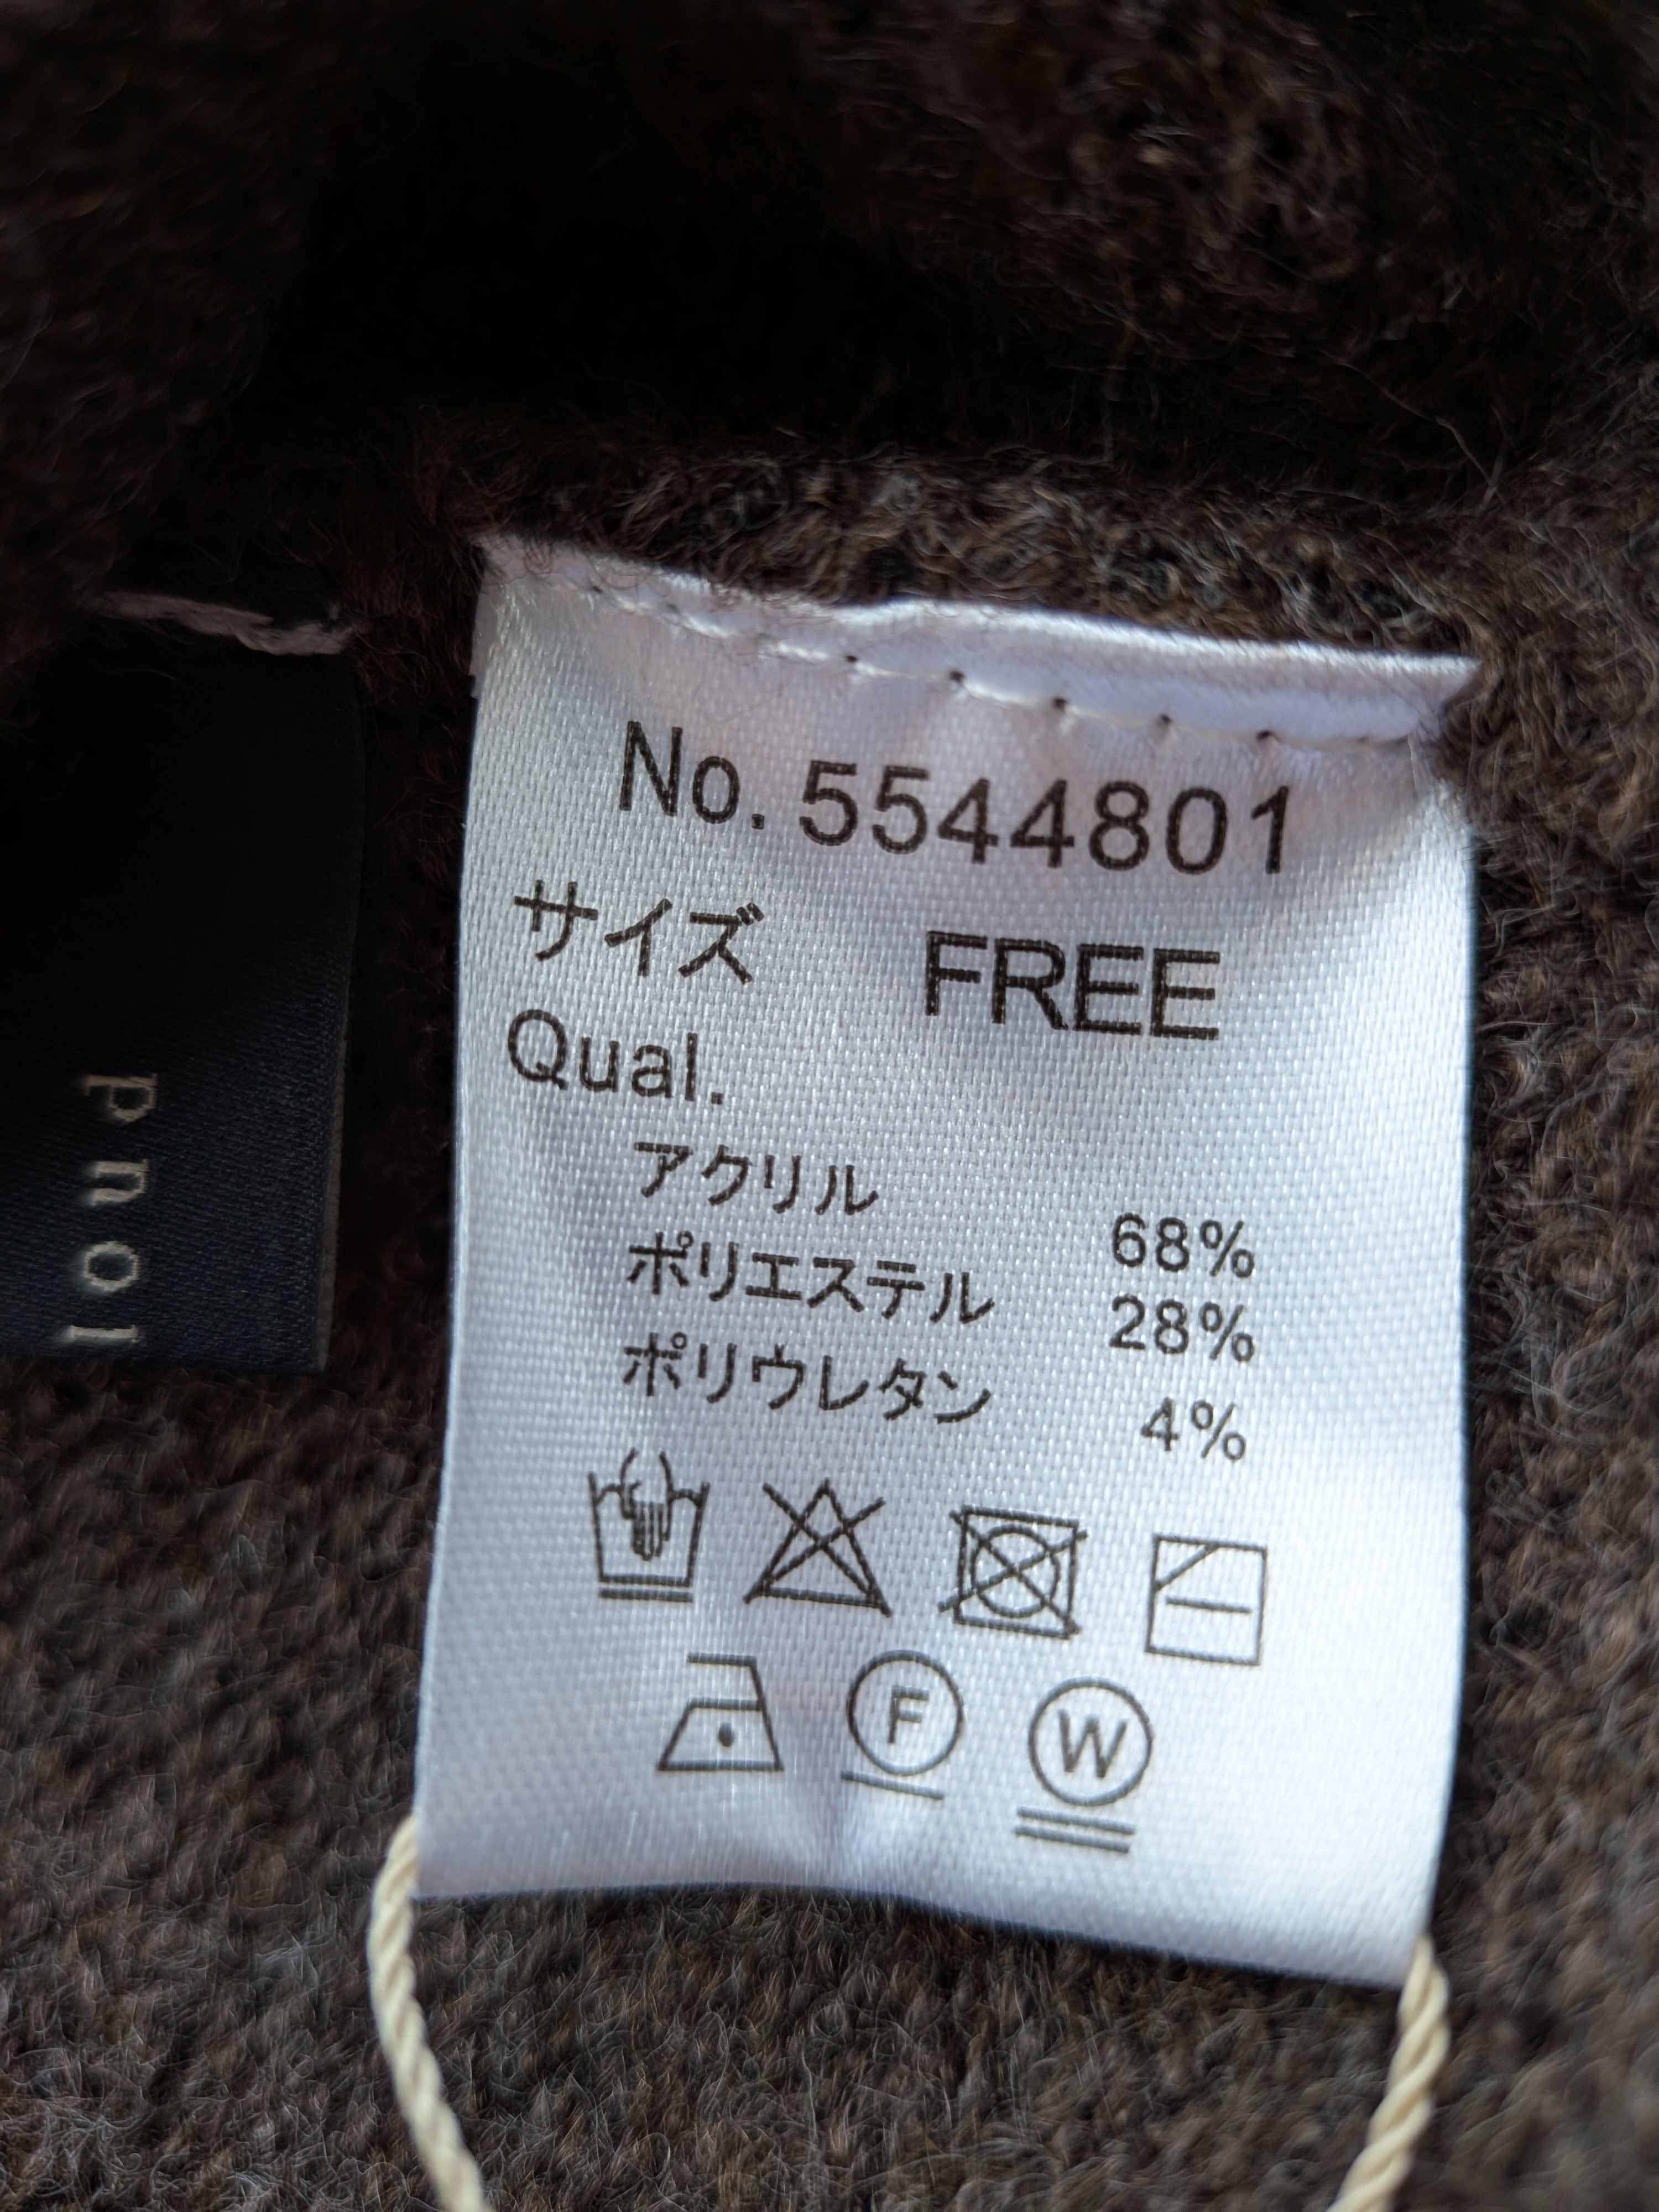 No. 5544801
サイズ FREE
Qual.
アクリル 68%
ポリエステル 28%
ポリウレタン 4%
F
W